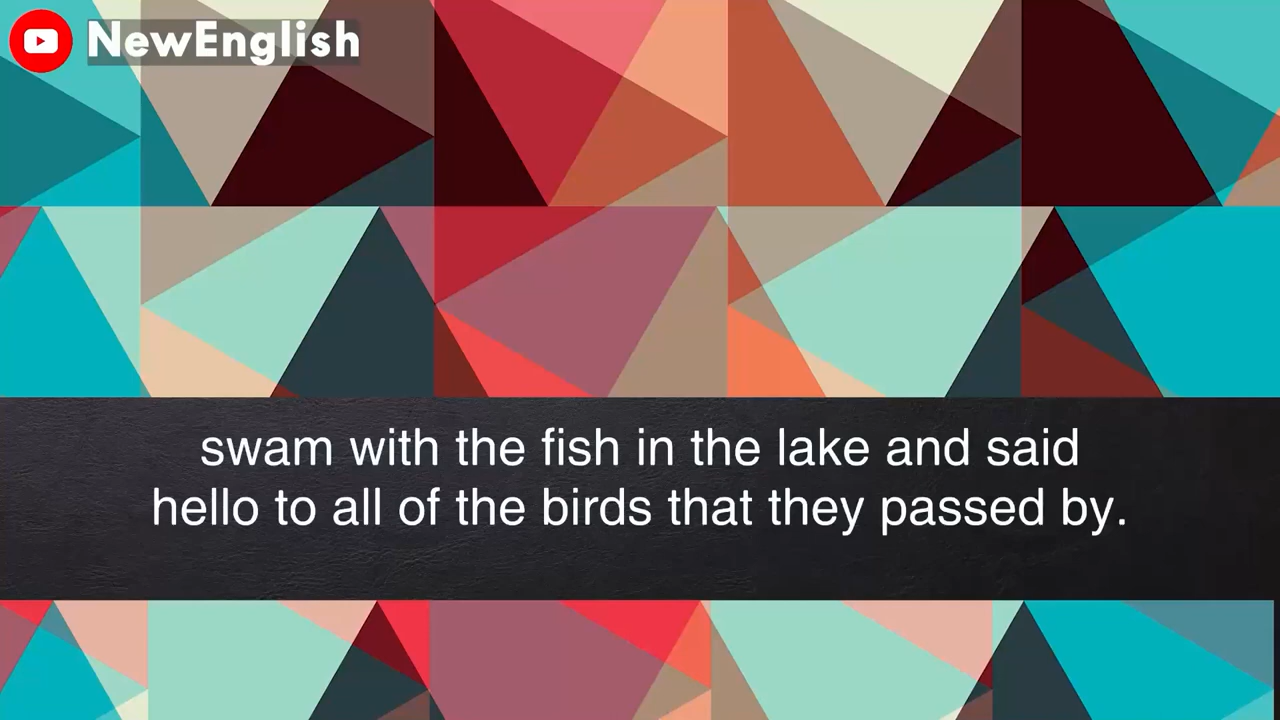 NewEnglish
swam with the fish in the lake and said
hello to all of the birds that they passed by.